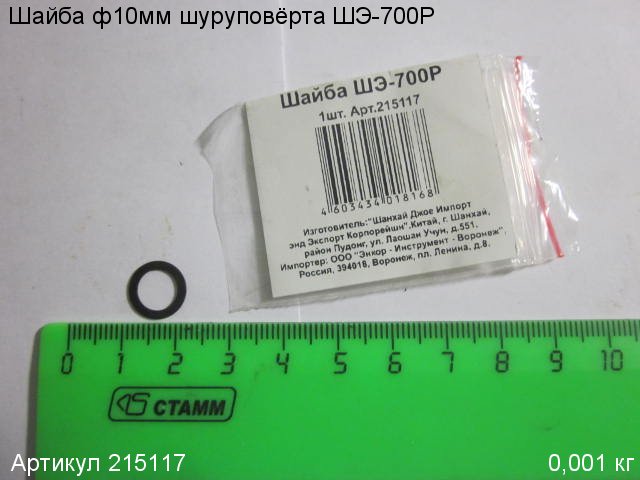 Шайба ф10мм шуруповёрта ШЭ-700Р
Шайба ШЭ-700Р
1шт. Арт.215117
4 603434 018168
Изготовитель:"Шанхай Джое Импорт
энд Экспорт Корпорейшн".Китай, г. Шанхай,
район Пудонг, ул. Лаошан Учун, д.551.
Импортер: ООО "Энкор - Инструмент - Воронеж".
Россия, 394018, Воронеж, пл. Ленина, д.8.
0 1 2 3 4 5 6 7 8 9 10
СТАММ
Артикул 215117
0,001 кг